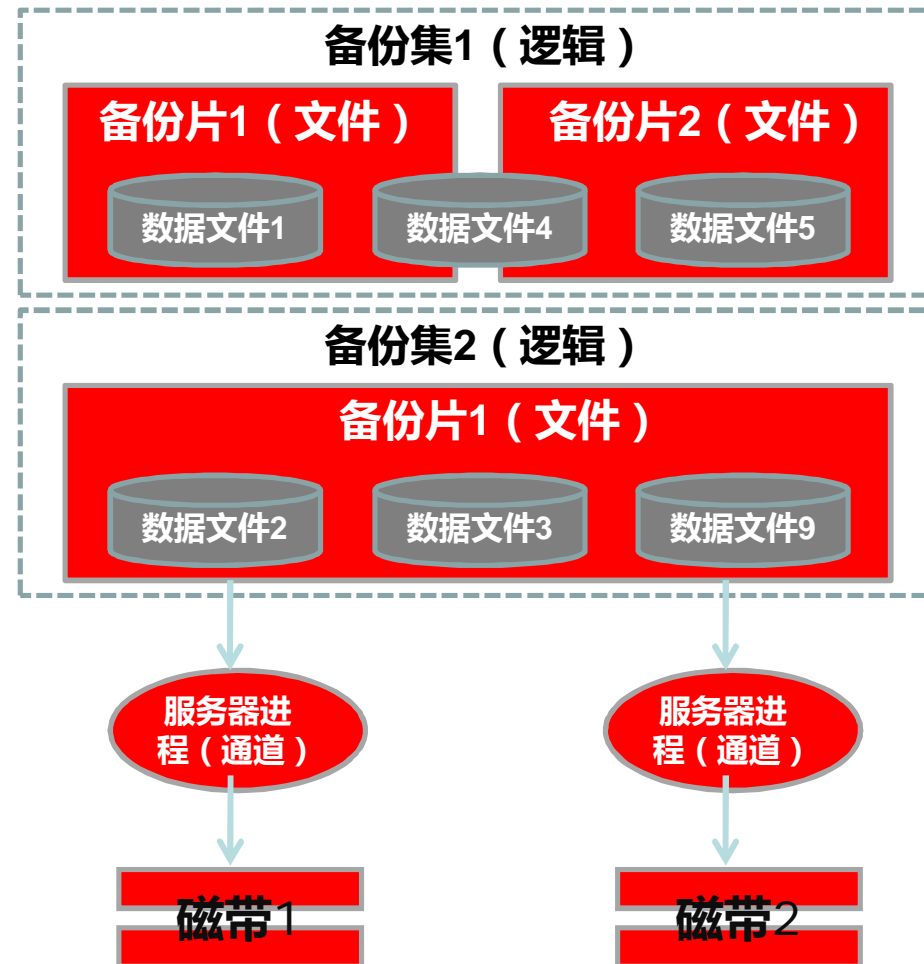 备份集1（逻辑）
备份片1（文件）
备份片2（文件）
数据文件1
数据文件4
数据文件5
备份集2（逻辑）
备份片1（文件）
数据文件2
数据文件3
数据文件9
服务器进
程（通道）
服务器进
程（通道）
磁带1
磁带2